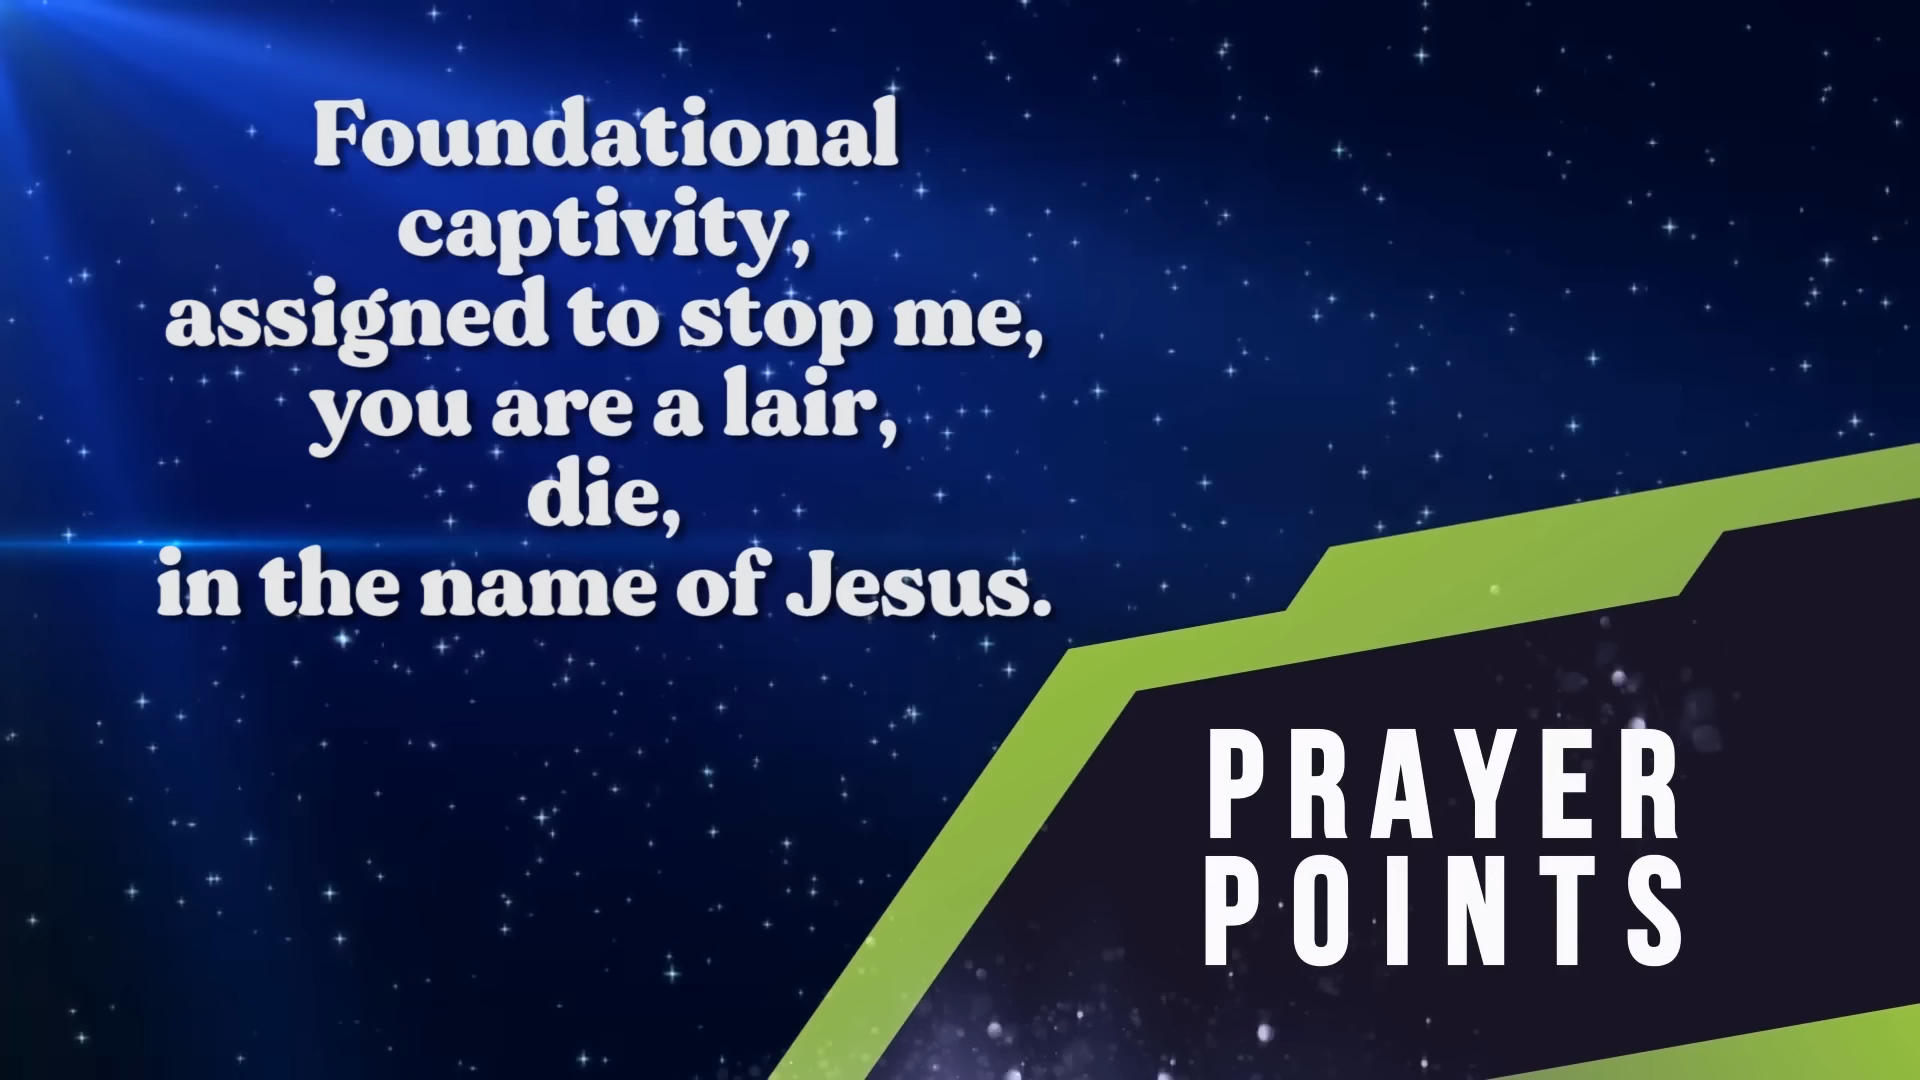 Foundational
captivity,
assigned to stop me,
you are a lair,
die,
in the name of Jesus.
PRAYER
POINTS